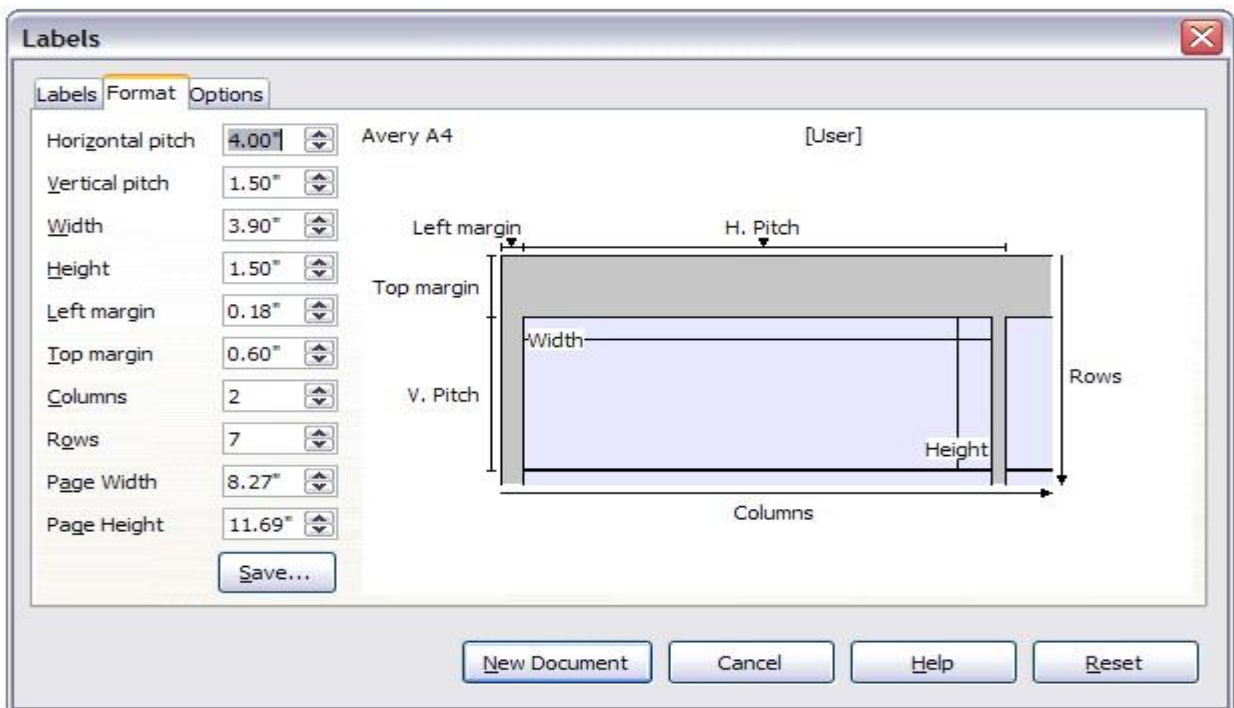 Labels
Labels Format Options
Horizontal pitch 4.00" Avery A4 [User]
Vertical pitch 1.50"
Width 3.90"
Height 1.50"
Left margin 0.18"
Top margin 0.60"
Columns 2
Rows 7
Page Width 8.27"
Page Height 11.69"
Save...
Left margin H. Pitch
Top margin
Width
V. Pitch Rows
Height
Columns
New Document Cancel Help Reset